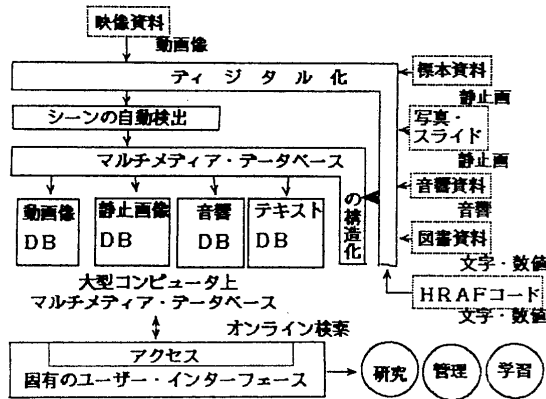 映像資料
動画像
ディジタル化
標本資料
静止画
シーンの自動検出
写真・
スライド
静止画
マルチメディア・データベース
の構造化
音響資料
音響
動画像
DB
静止画像
DB
音響
DB
テキスト
DB
図書資料
文字・数値
大型コンピュータ上
マルチメディア・データベース
HRAFコード
文字・数値
オンライン検索
アクセス
固有のユーザー・インターフェース
研究
管理
学習